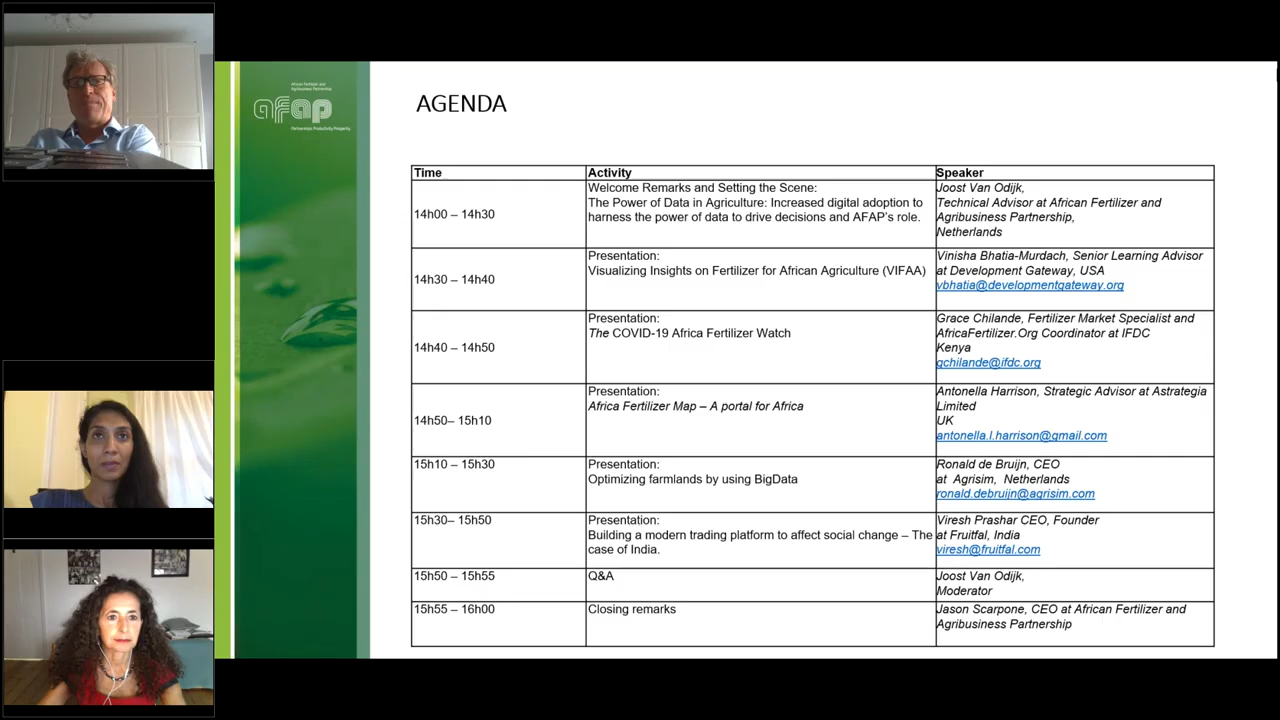 African Fertilizer and
Agribusiness Partnership
afap
Partnerships. Productivity. Prosperity.
AGENDA
Time Activity Speaker
14h00 – 14h30
Welcome Remarks and Setting the Scene:
The Power of Data in Agriculture: Increased digital adoption to
harness the power of data to drive decisions and AFAP's role.
Joost Van Odijk,
Technical Advisor at African Fertilizer and
Agribusiness Partnership,
Netherlands
14h30 – 14h40
Presentation:
Visualizing Insights on Fertilizer for African Agriculture (VIFAA)
Vinisha Bhatia-Murdach, Senior Learning Advisor
at Development Gateway, USA
vbhatia@developmentgateway.org
14h40 – 14h50
Presentation:
The COVID-19 Africa Fertilizer Watch
Grace Chilande, Fertilizer Market Specialist and
AfricaFertilizer.Org Coordinator at IFDC
Kenya
gchilande@ifdc.org
14h50– 15h10
Presentation:
Africa Fertilizer Map – A portal for Africa
Antonella Harrison, Strategic Advisor at Astrategia
Limited
UK
antonella.l.harrison@gmail.com
15h10 – 15h30
Presentation:
Optimizing farmlands by using BigData
Ronald de Bruijn, CEO
at Agrisim, Netherlands
ronald.debruijn@agrisim.com
15h30– 15h50
Presentation:
Building a modern trading platform to affect social change – The
case of India.
Viresh Prashar CEO, Founder
at Fruitfal, India
viresh@fruitfal.com
15h50 – 15h55
Q&A
Joost Van Odijk,
Moderator
15h55 – 16h00
Closing remarks
Jason Scarpone, CEO at African Fertilizer and
Agribusiness Partnership